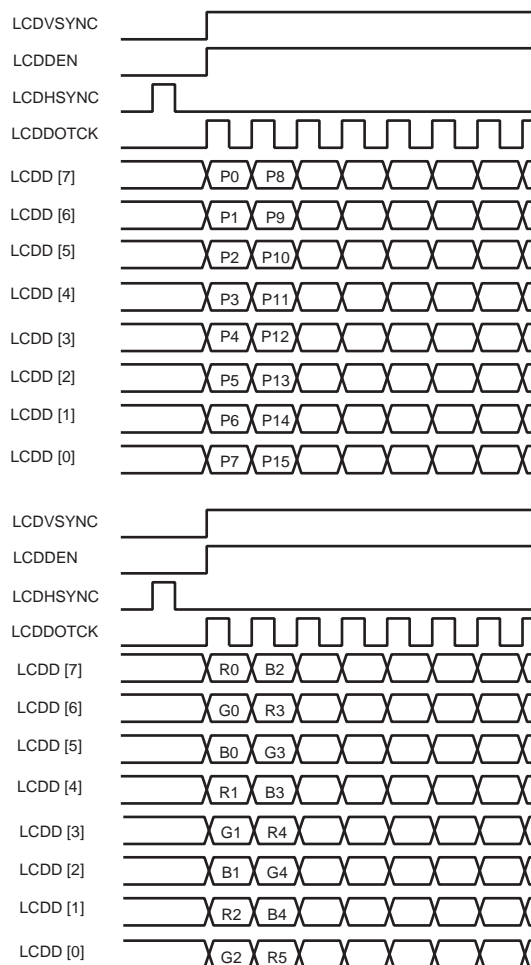 LCDVSYNC
LCDDEN
LCDHSYNC
LCDDOTCK
LCDD [7] P0 P8
LCDD [6] P1 P9
LCDD [5] P2 P10
LCDD [4] P3 P11
LCDD [3] P4 P12
LCDD [2] P5 P13
LCDD [1] P6 P14
LCDD [0] P7 P15
LCDVSYNC
LCDDEN
LCDHSYNC
LCDDOTCK
LCDD [7] R0 B2
LCDD [6] G0 R3
LCDD [5] B0 G3
LCDD [4] R1 B3
LCDD [3] G1 R4
LCDD [2] B1 G4
LCDD [1] R2 B4
LCDD [0] G2 R5